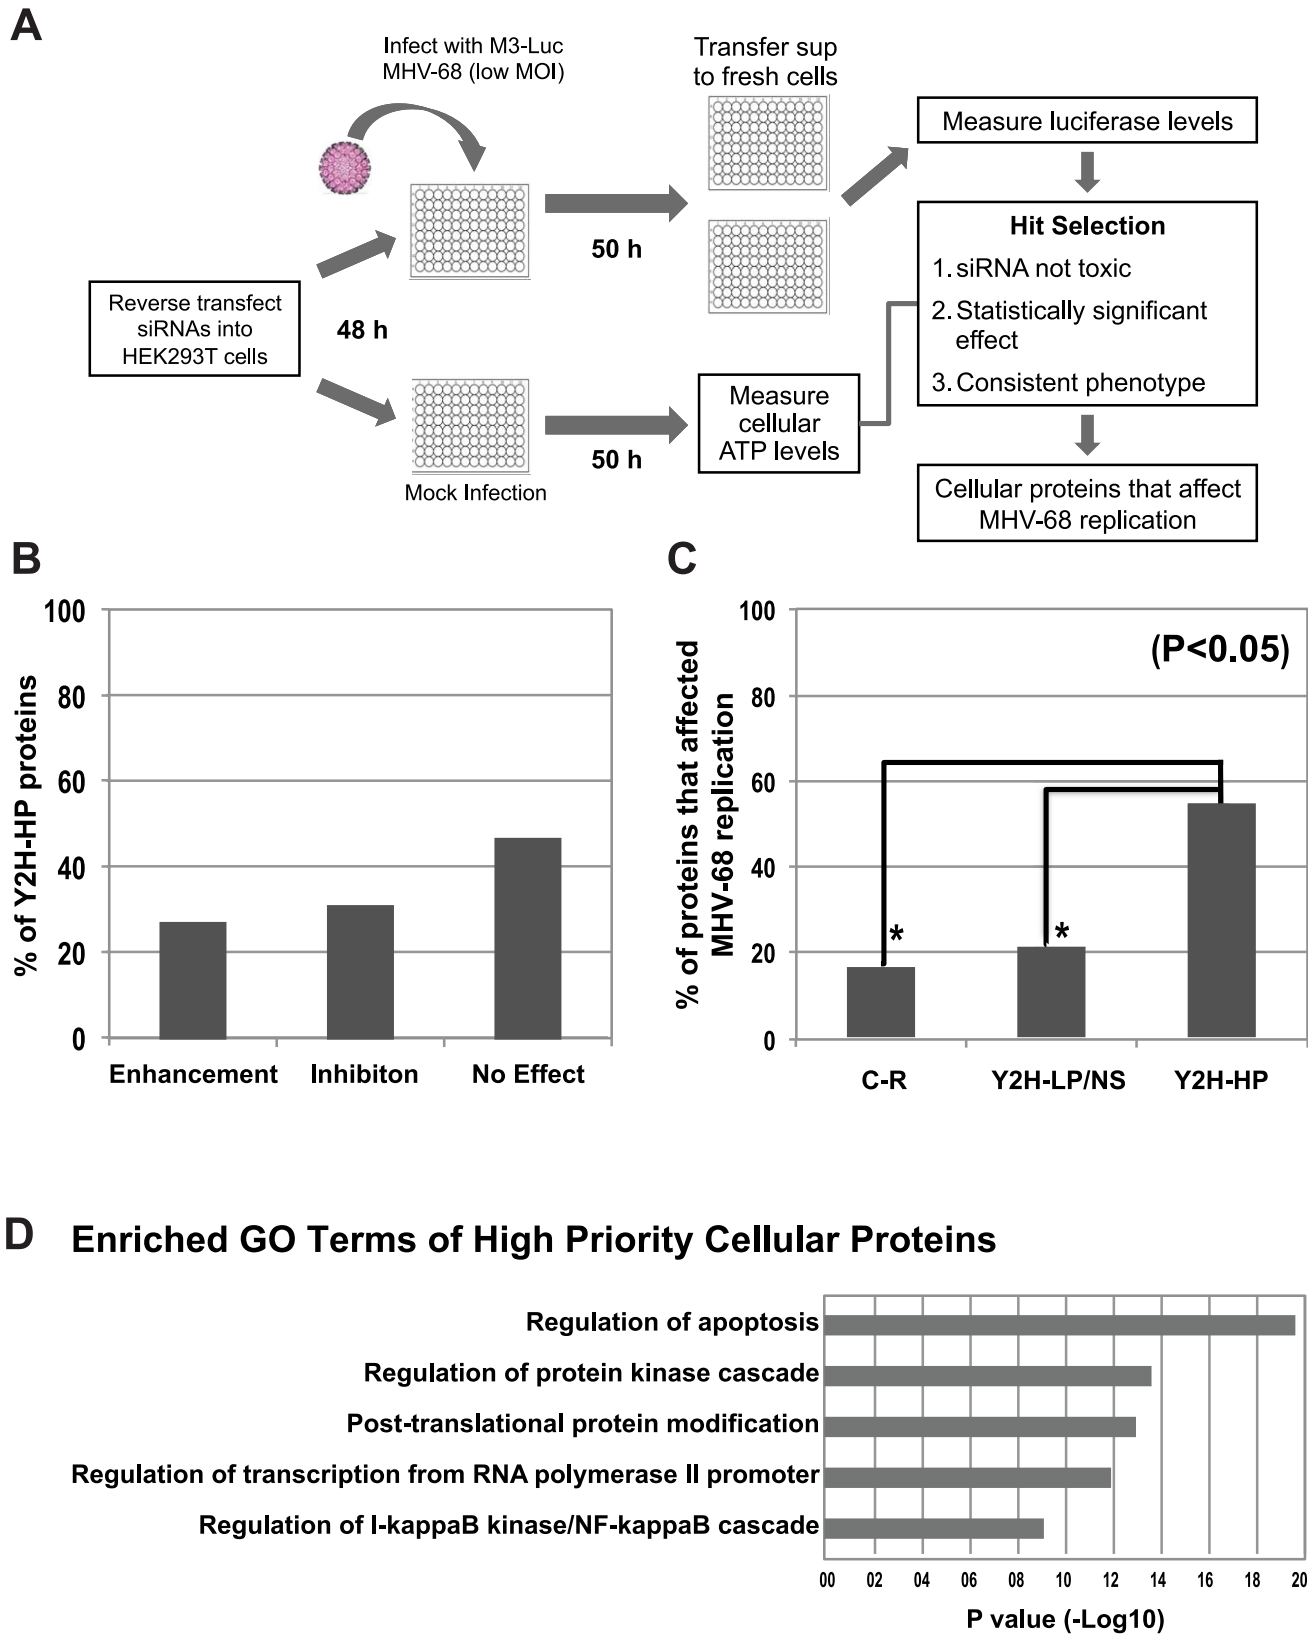 A
Infect with M3-Luc
MHV-68 (low MOI)
Transfer sup
to fresh cells
Measure luciferase levels
50 h
Hit Selection
1. siRNA not toxic
2. Statistically significant
effect
3. Consistent phenotype
Reverse transfect
siRNAs into
HEK293T cells
48 h
Measure
cellular
ATP levels
50 h
Mock Infection
Cellular proteins that affect
MHV-68 replication
B
% of Y2H-HP proteins
100
80
60
40
20
0
Enhancement
Inhibiton
No Effect
C
% of proteins that affected
MHV-68 replication
100
80
60
40
20
0
(P<0.05)
*
*
C-R
Y2H-LP/NS
Y2H-HP
D
Enriched GO Terms of High Priority Cellular Proteins
Regulation of apoptosis
Regulation of protein kinase cascade
Post-translational protein modification
Regulation of transcription from RNA polymerase II promoter
Regulation of I-kappaB kinase/NF-kappaB cascade
00 02 04 06 08 10 12 14 16 18 20
P value (-Log10)